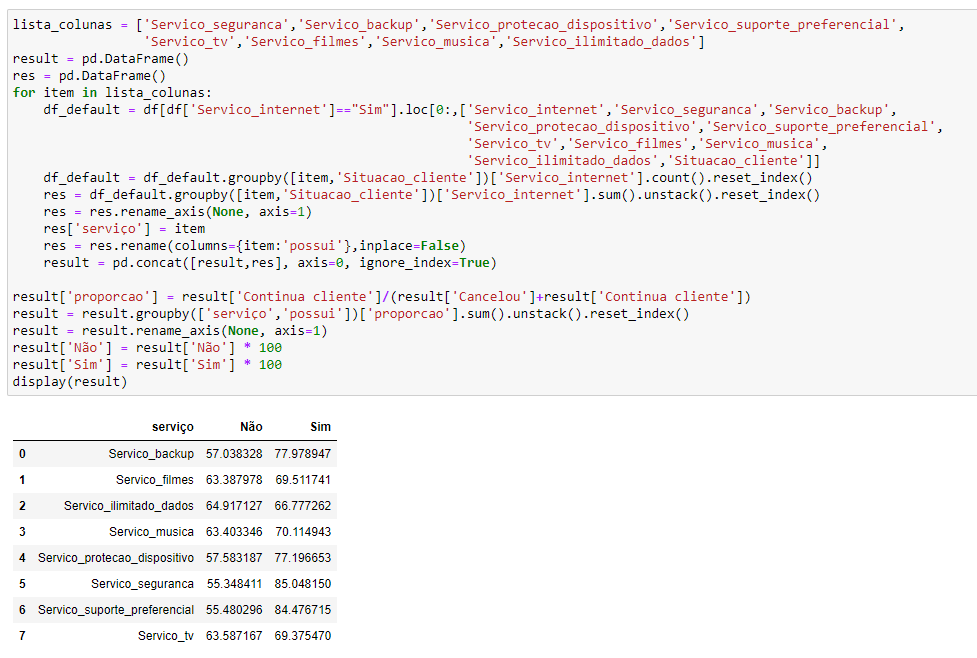 lista_colunas = ['Servico_seguranca','Servico_backup','Servico_protecao_dispositivo','Servico_suporte_preferencial',
                 'Servico_tv','Servico_filmes','Servico_musica','Servico_ilimitado_dados']
result = pd.DataFrame()
res = pd.DataFrame()
for item in lista_colunas:
    df_default = df[df['Servico_internet']=="Sim"].loc[0:,['Servico_internet','Servico_seguranca','Servico_backup',
                                                           'Servico_protecao_dispositivo','Servico_suporte_preferencial',
                                                           'Servico_tv','Servico_filmes','Servico_musica',
                                                           'Servico_ilimitado_dados','Situacao_cliente']]
    df_default = df_default.groupby([item,'Situacao_cliente'])['Servico_internet'].count().reset_index()
    res = df_default.groupby([item,'Situacao_cliente'])['Servico_internet'].sum().unstack().reset_index()
    res = res.rename_axis(None, axis=1)
    res['serviço'] = item
    res = res.rename(columns={item:'possui'},inplace=False)
    result = pd.concat([result,res], axis=0, ignore_index=True)

result['proporcao'] = result['Continua cliente']/(result['Cancelou']+result['Continua cliente'])
result = result.groupby(['serviço','possui'])['proporcao'].sum().unstack().reset_index()
result = result.rename_axis(None, axis=1)
result['Não'] = result['Não'] * 100
result['Sim'] = result['Sim'] * 100
display(result)

serviço Não Sim
0 Servico_backup 57.038328 77.978947
1 Servico_filmes 63.387978 69.511741
2 Servico_ilimitado_dados 64.917127 66.777262
3 Servico_musica 63.403346 70.114943
4 Servico_protecao_dispositivo 57.583187 77.196653
5 Servico_seguranca 55.348411 85.048150
6 Servico_suporte_preferencial 55.480296 84.476715
7 Servico_tv 63.587167 69.375470